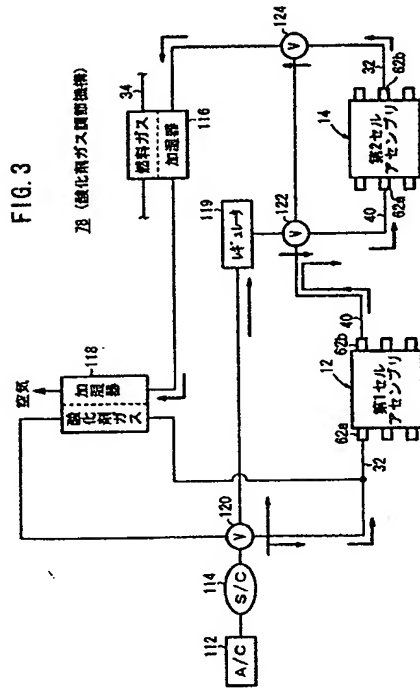 FIG. 3
78 (酸化剤ガス調節機構)
空気
118
酸化剤ガス
加湿器
燃料ガス
加湿器
34
116
119
レギュレータ
124
V
122
V
120
V
114
S/C
112
A/C
32
62a
12
第1セル
アセンブリ
62b
40
40
62a
14
第2セル
アセンブリ
32
62b